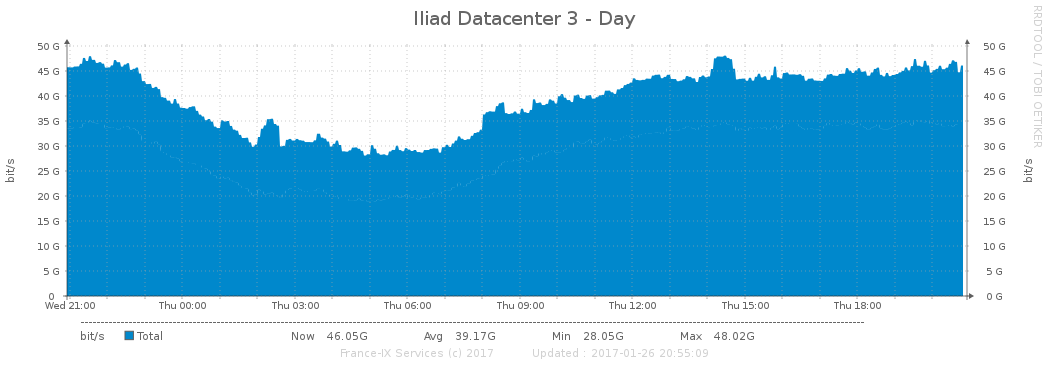 Iliad Datacenter 3 - Day
RRDTOOL / TOBI OETIKER
50 G 50 G
45 G 45 G
40 G 40 G
35 G 35 G
30 G 30 G
25 G 25 G
20 G 20 G
15 G 15 G
10 G 10 G
5 G 5 G
0 0 G
bit/s bit/s
Wed 21:00 Thu 00:00 Thu 03:00 Thu 06:00 Thu 09:00 Thu 12:00 Thu 15:00 Thu 18:00
bit/s Total Now 46.05G Avg 39.17G Min 28.05G Max 48.02G
France-IX Services (c) 2017 Updated : 2017-01-26 20:55:09